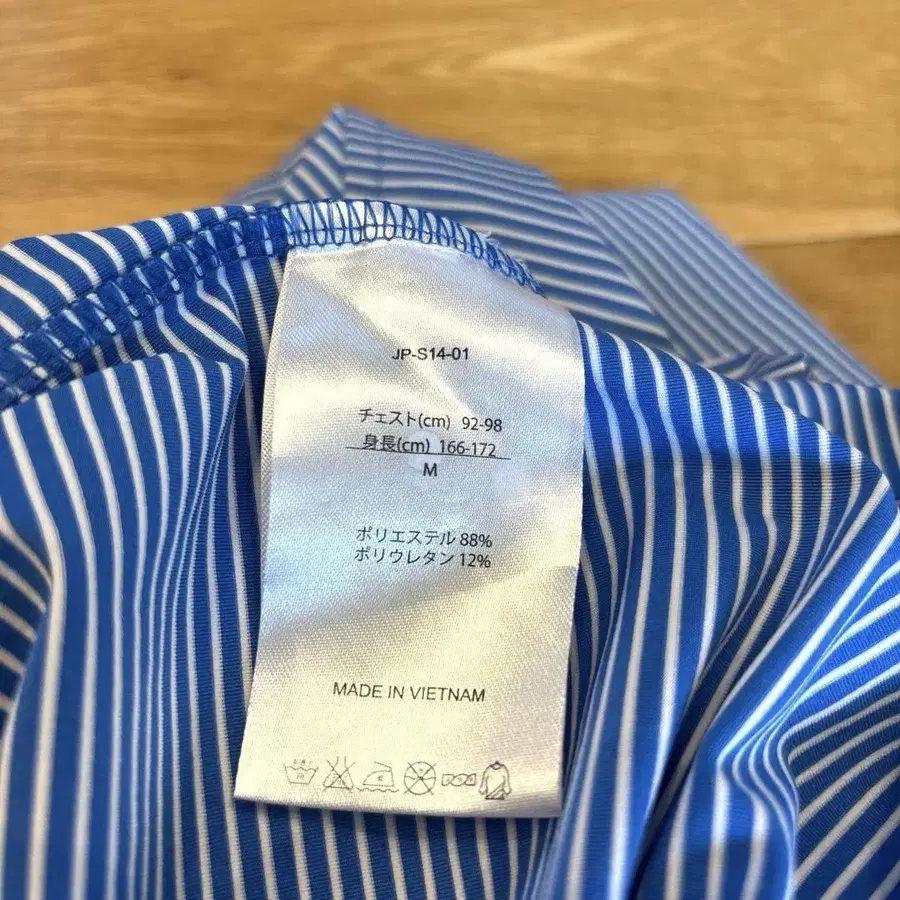 JP-S14-01
チェスト(cm) 92-98
身長(cm) 166-172
M
ポリエステル 88%
ポリウレタン 12%
MADE IN VIETNAM